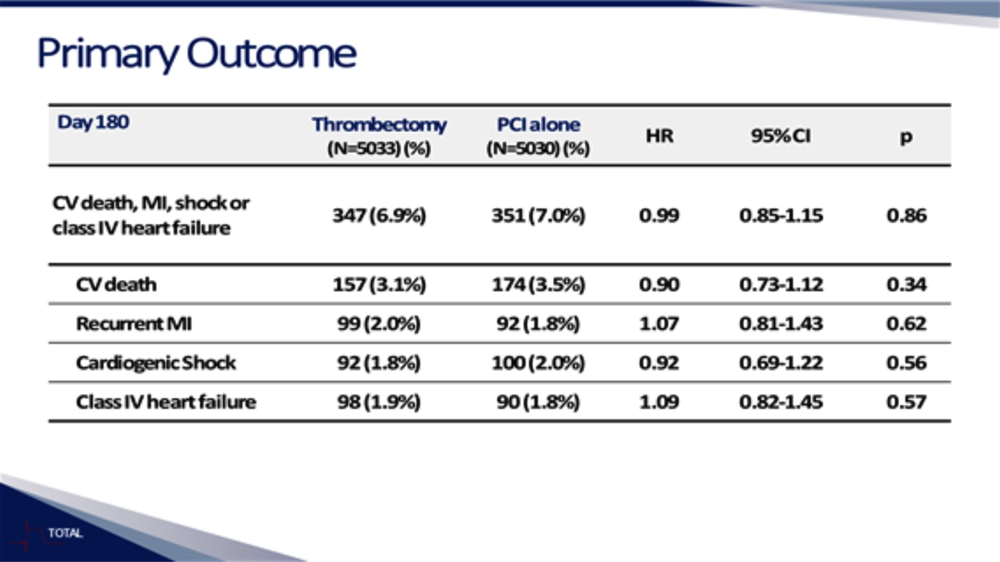 Primary Outcome
Day 180 Thrombectomy (N=5033) (%) PCI alone (N=5030) (%) HR 95% CI p
CV death, MI, shock or class IV heart failure 347 (6.9%) 351 (7.0%) 0.99 0.85-1.15 0.86
CV death 157 (3.1%) 174 (3.5%) 0.90 0.73-1.12 0.34
Recurrent MI 99 (2.0%) 92 (1.8%) 1.07 0.81-1.43 0.62
Cardiogenic Shock 92 (1.8%) 100 (2.0%) 0.92 0.69-1.22 0.56
Class IV heart failure 98 (1.9%) 90 (1.8%) 1.09 0.82-1.45 0.57
TOTAL